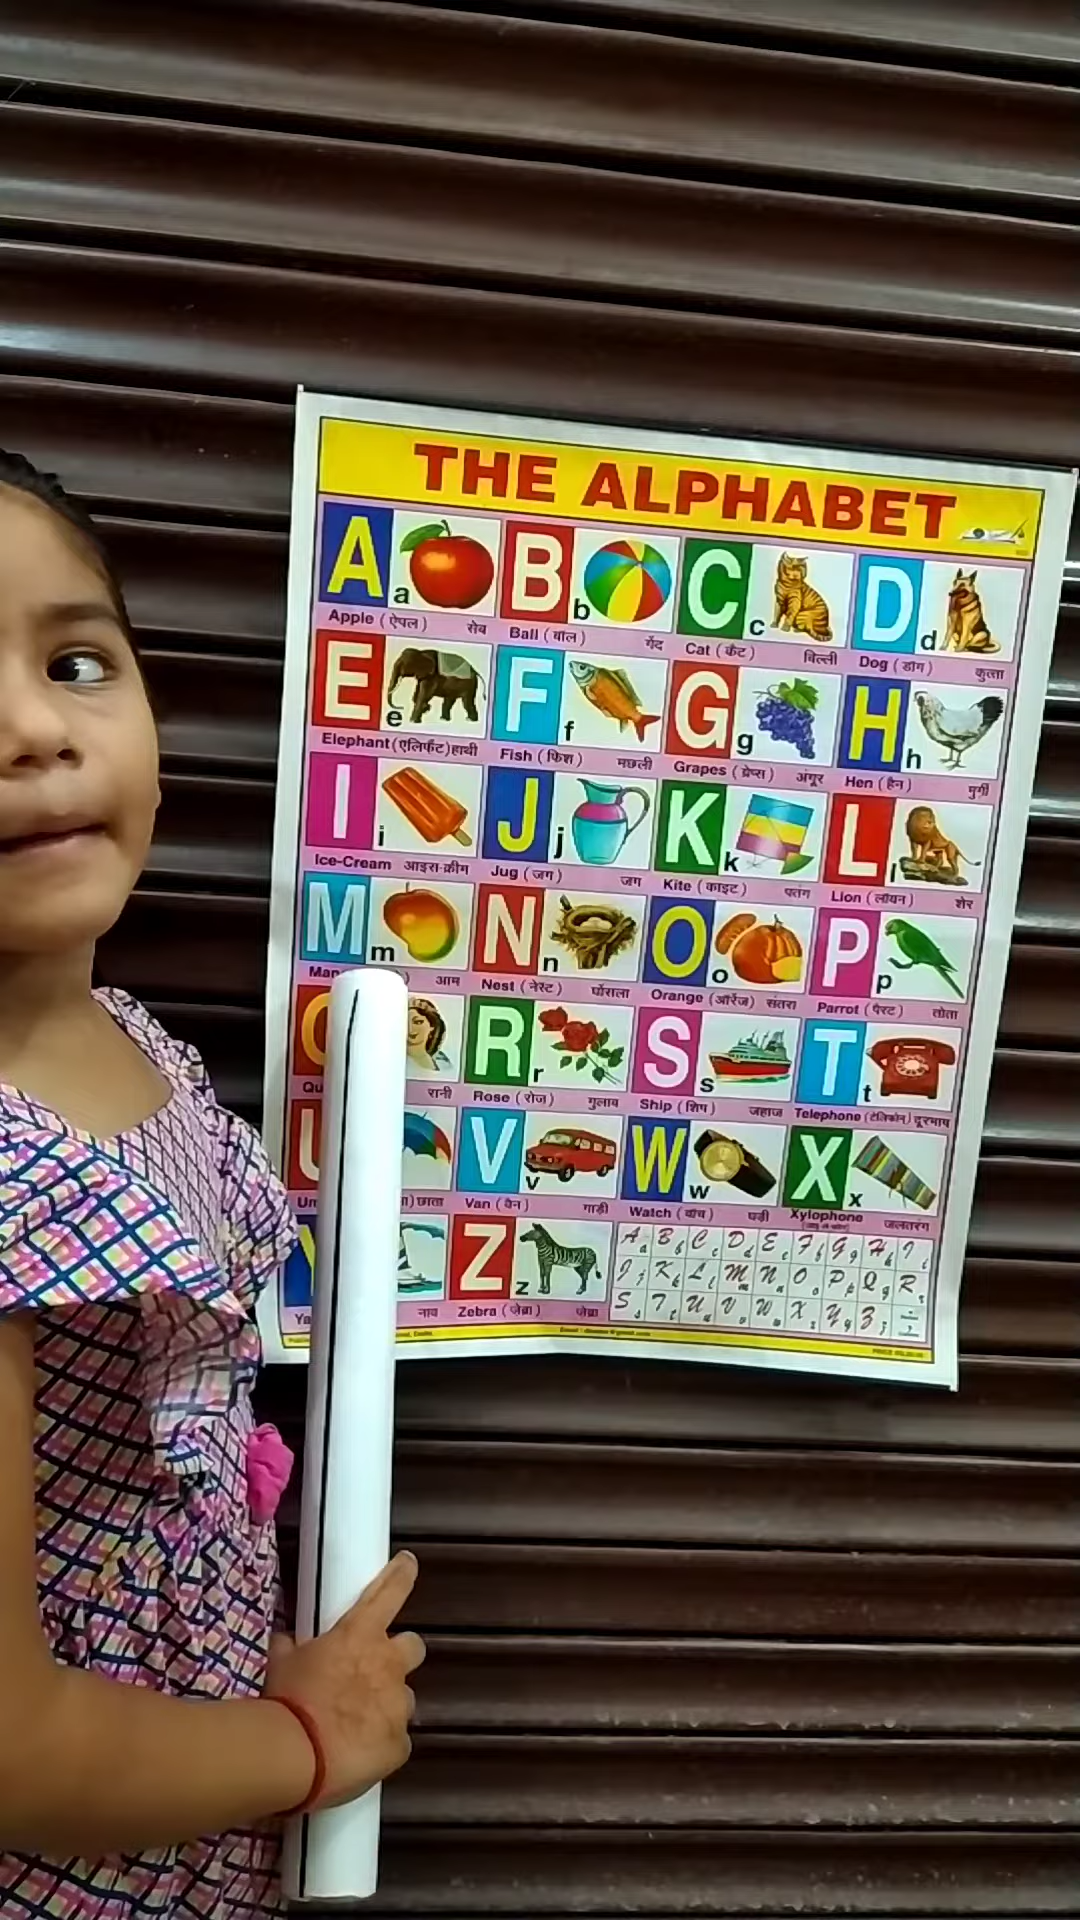 THE ALPHABET
A a B b C c D d
Apple (ऐपल) सेब Ball (बॉल) गेंद Cat (कैट) बिल्ली Dog (डॉग) कुत्ता
E e F f G g H h
Elephant (एलिफैंट) हाथी Fish (फिश) मछली Grapes (ग्रेप्स) अंगूर Hen (हैन) मुर्गी
I i J j K k L l
Ice-Cream आइस-क्रीम Jug (जग) जग Kite (काइट) पतंग Lion (लॉयन) शेर
M m N n O o P p
आम Nest (नेस्ट) घोंसला Orange (ऑरेंज) संतरा Parrot (पैरट) तोता
R r S s T t
रानी Rose (रोज) गुलाब Ship (शिप) जहाज Telephone (टेलिफोन) दूरभाष
U V v W w X x
छाता Van (वैन) गाड़ी Watch (वॉच) घड़ी Xylophone जलतरंग
Y Z z
नाव Zebra (जेब्रा) जेब्रा
A a B b C c D d E e F f G g H h I i
J j K k L l M m N n O o P p Q q R r
S s T t U u V v W w X x Y y Z z